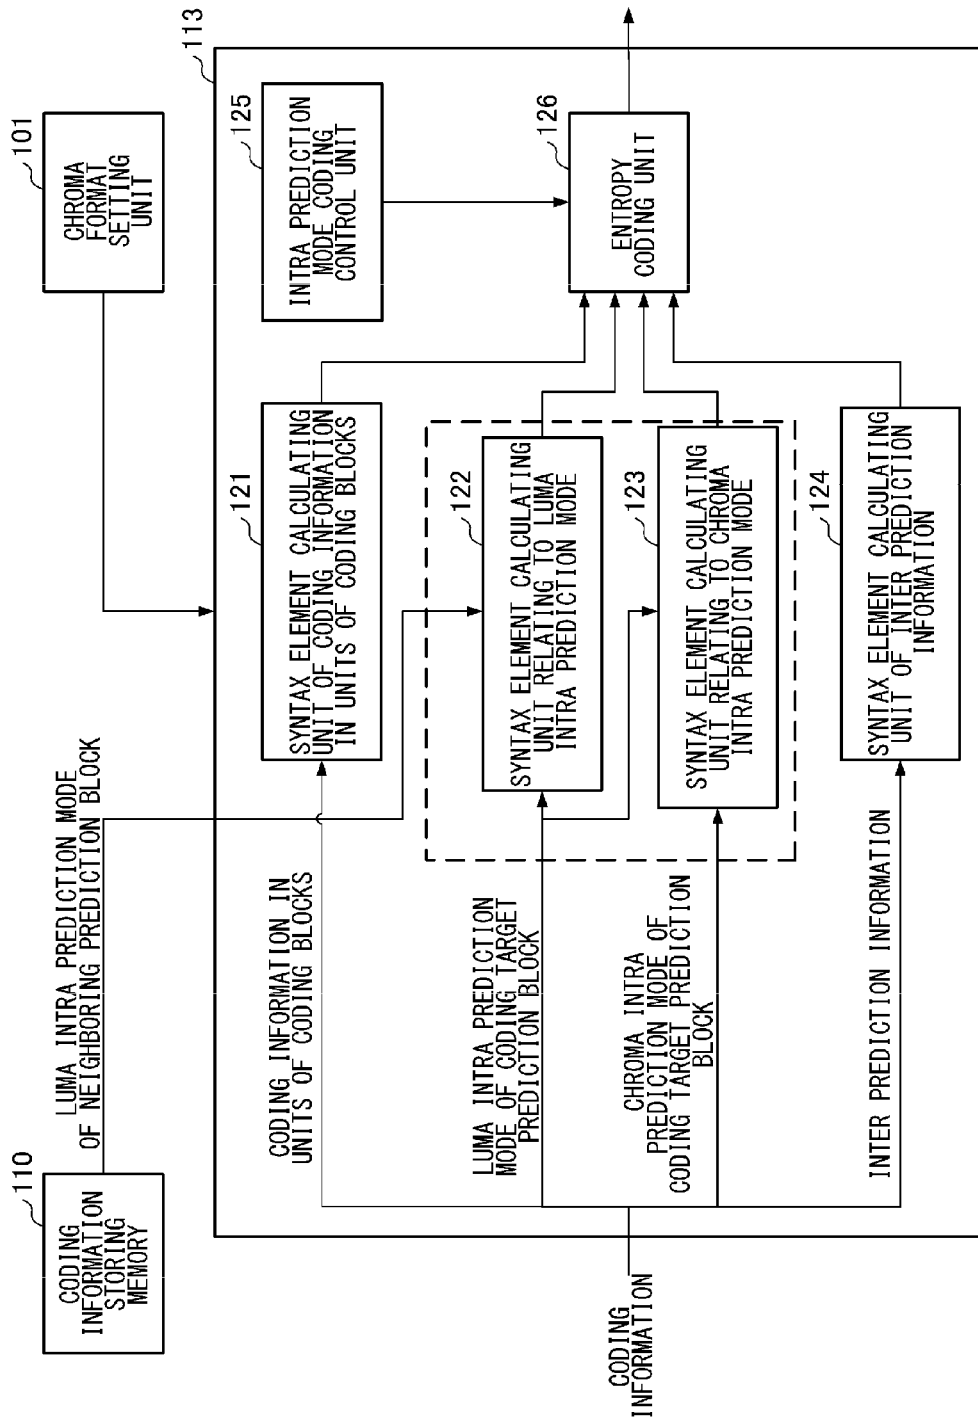 110
CODING
INFORMATION
STORING
MEMORY
LUMA INTRA PREDICTION MODE
OF NEIGHBORING PREDICTION BLOCK
101
CHROMA
FORMAT
SETTING
UNIT
113
CODING
INFORMATION
CODING INFORMATION IN
UNITS OF CODING BLOCKS
121
SYNTAX ELEMENT CALCULATING
UNIT OF CODING INFORMATION
IN UNITS OF CODING BLOCKS
125
INTRA PREDICTION
MODE CODING
CONTROL UNIT
LUMA INTRA PREDICTION
MODE OF CODING TARGET
PREDICTION BLOCK
122
SYNTAX ELEMENT CALCULATING
UNIT RELATING TO LUMA
INTRA PREDICTION MODE
126
ENTROPY
CODING UNIT
CHROMA INTRA
PREDICTION MODE OF
CODING TARGET PREDICTION
BLOCK
123
SYNTAX ELEMENT CALCULATING
UNIT RELATING TO CHROMA
INTRA PREDICTION MODE
INTER PREDICTION INFORMATION
124
SYNTAX ELEMENT CALCULATING
UNIT OF INTER PREDICTION
INFORMATION